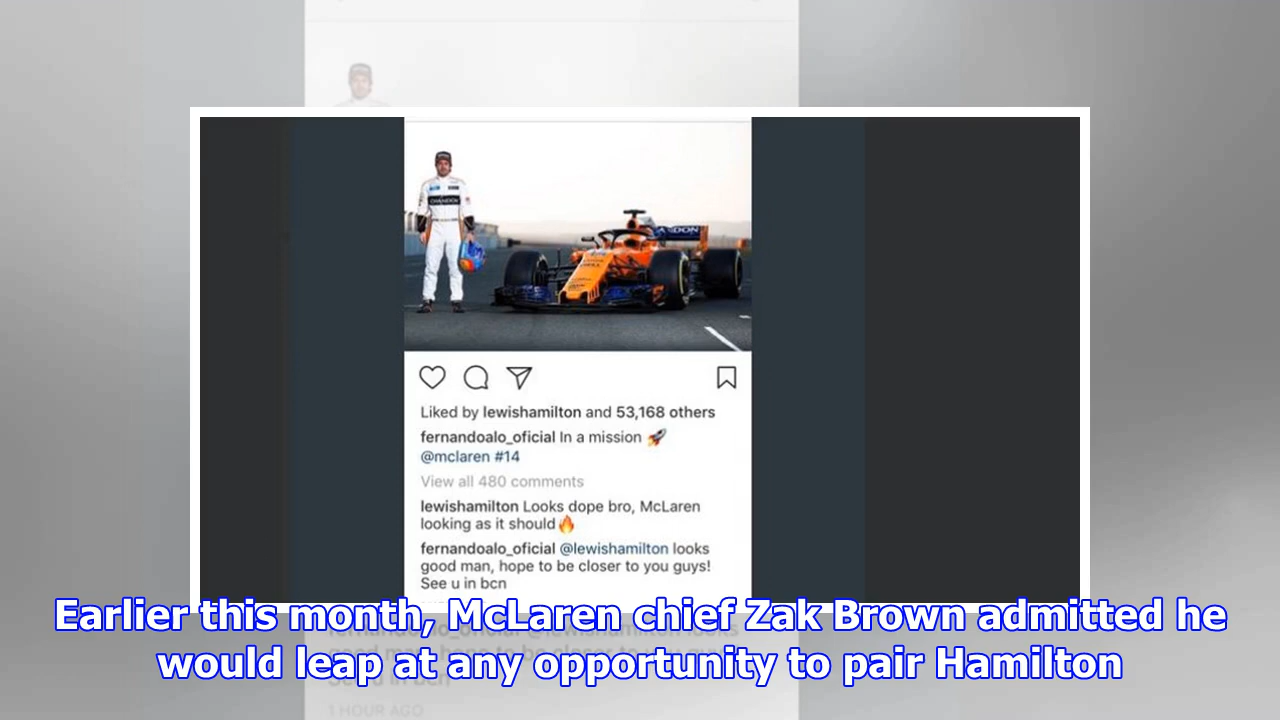 Liked by lewishamilton and 53,168 others
fernandoalo_oficial In a mission 🚀
@mclaren #14
View all 480 comments
lewishamilton Looks dope bro, McLaren
looking as it should🔥
fernandoalo_oficial @lewishamilton looks
good man, hope to be closer to you guys!
See u in bcn
Earlier this month, McLaren chief Zak Brown admitted he
would leap at any opportunity to pair Hamilton
1 HOUR AGO